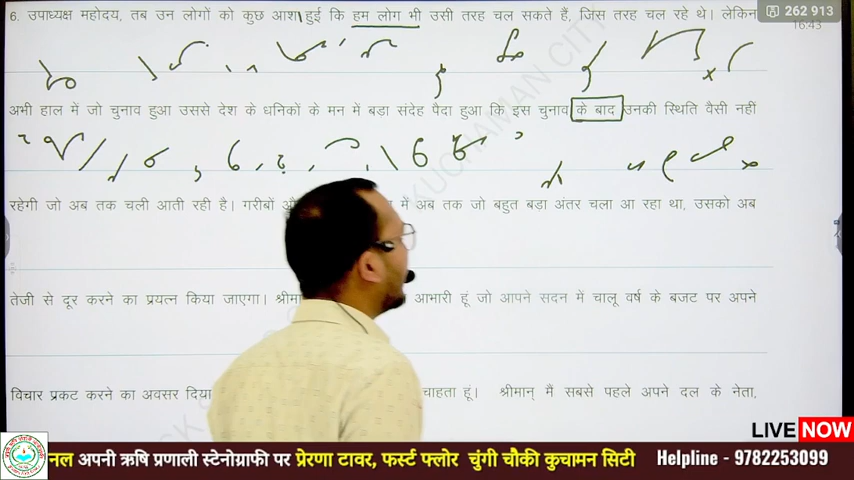 6. उपाध्यक्ष महोदय, तब उन लोगों को कुछ आशा हुई कि हम लोग भी उसी तरह चल सकते हैं, जिस तरह चल रहे थे। लेकिन
262 913
16:43
अभी हाल में जो चुनाव हुआ उससे देश के धनिकों के मन में बडा संदेह पैदा हुआ कि इस चुनाव के बाद उनकी स्थिति वैसी नहीं
रहेगी जो अब तक चली आती रही है। गरीबों में अब तक जो बहुत बड़ा अंतर चला आ रहा था, उसको अब
तेजी से दूर करने का प्रयत्न किया जाएगा। आभारी हूं जो आपने सदन में चालू वर्ष के बजट पर अपने
विचार प्रकट करने का अवसर दिया चाहता हूं। श्रीमान् मैं सबसे पहले अपने दल के नेता,
KUCHAMAN CITY
LIVE NOW
नल अपनी ऋषि प्रणाली स्टेनोग्राफी पर प्रेरणा टावर, फर्स्ट फ्लोर चुंगी चौकी कुचामन सिटी Helpline - 9782253099